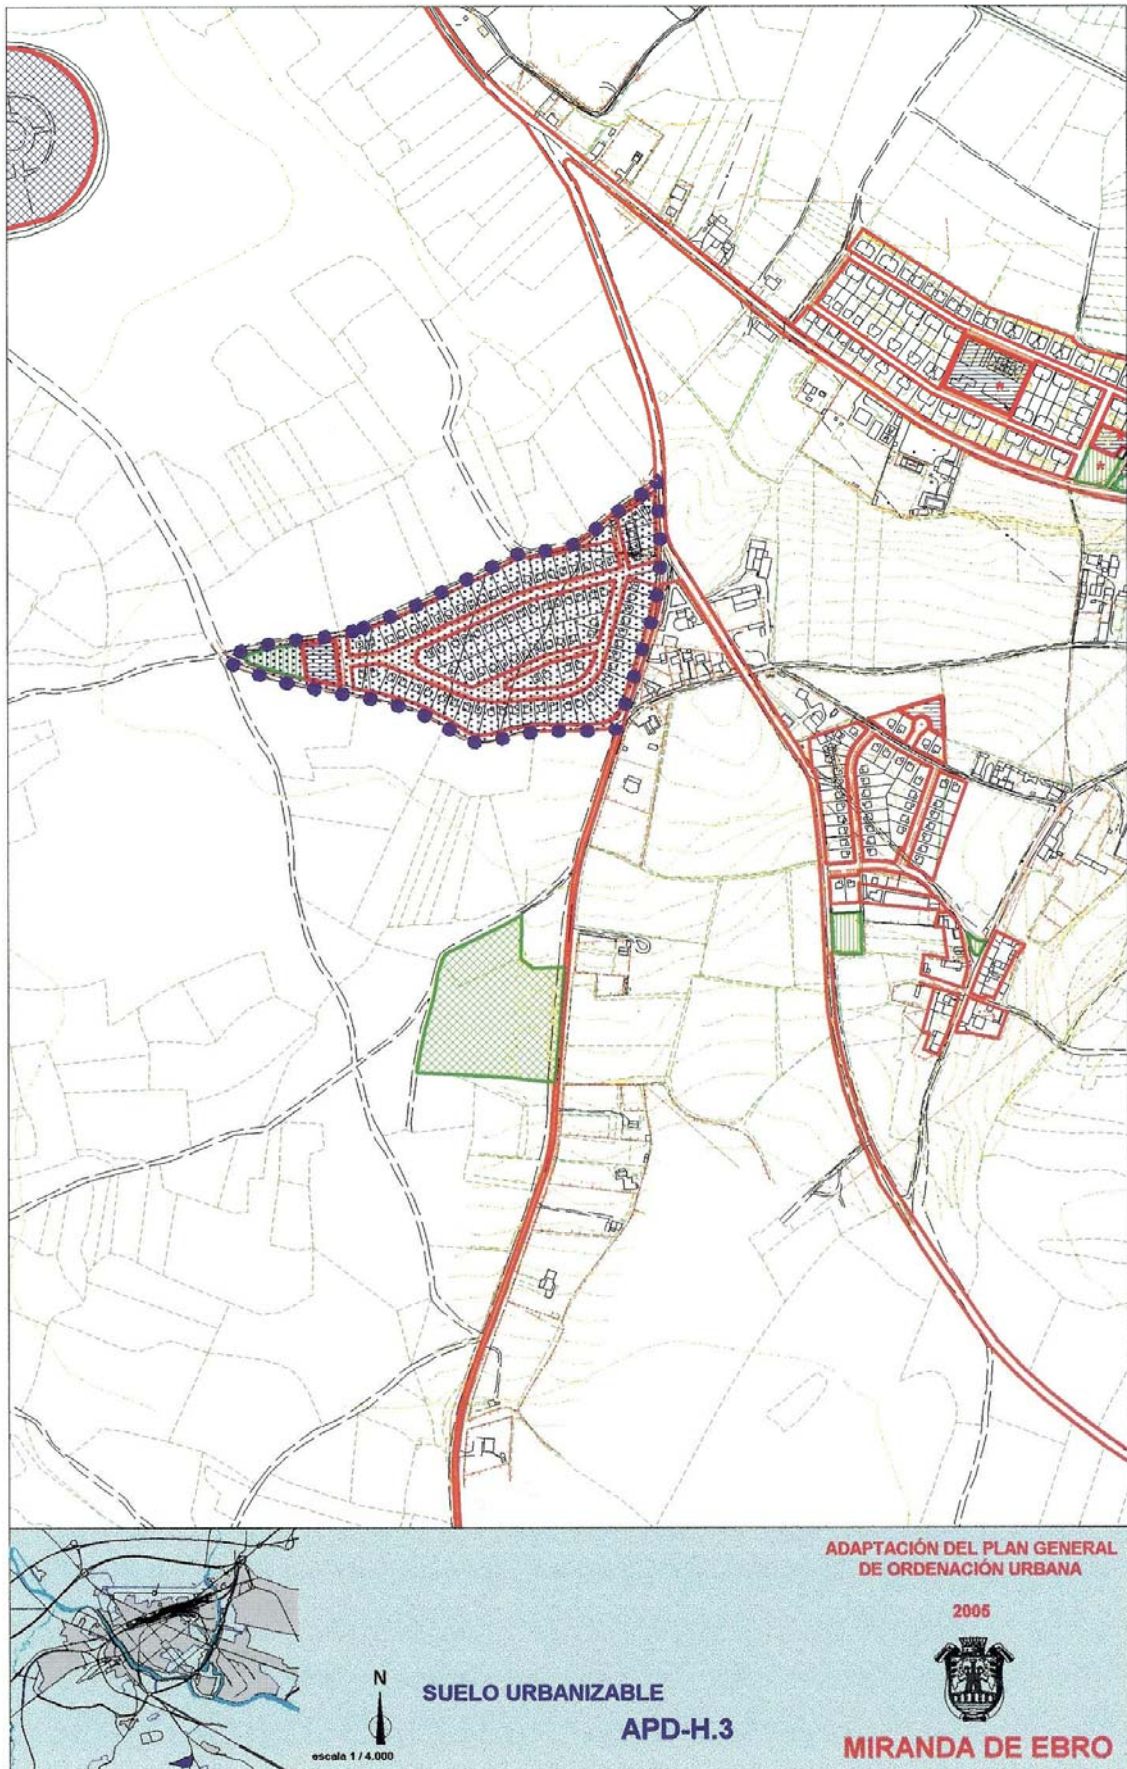 ADAPTACIÓN DEL PLAN GENERAL
DE ORDENACIÓN URBANA
2005
N
SUELO URBANIZABLE
APD-H.3
escala 1 / 4.000
MIRANDA DE EBRO